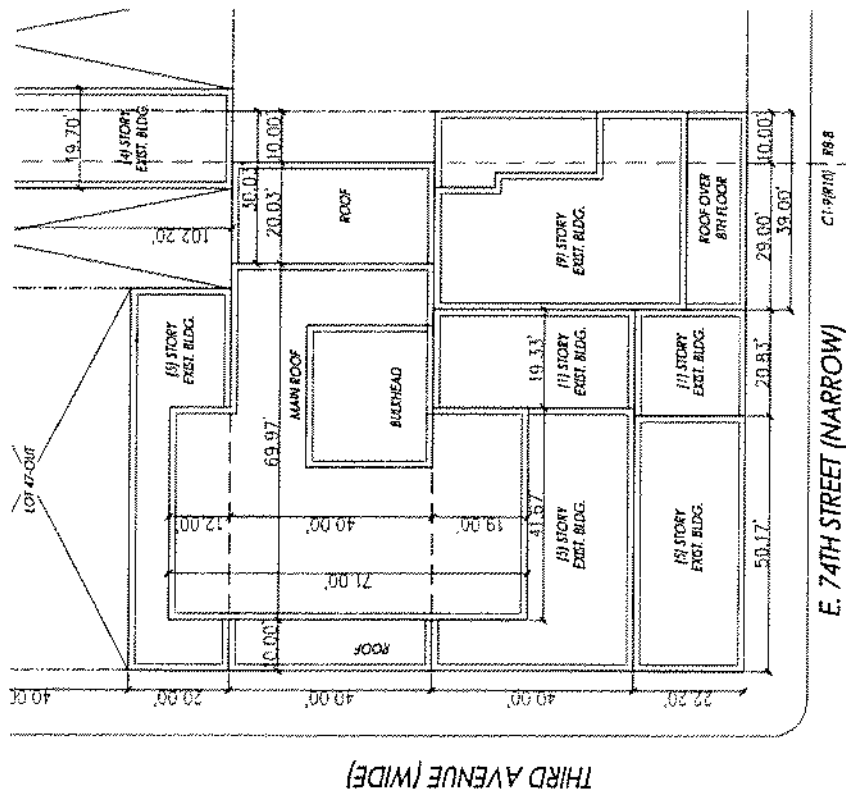 19.70'
[4] STORY
EXIST. BLDG.
102.20'
30.03'
10.00'
20.03'
ROOF
LOT 47-OUT
[5] STORY
EXIST. BLDG.
MAIN ROOF
69.97'
BULKHEAD
12.00'
40.00'
19.00'
71.00'
41.67'
10.00'
ROOF
[9] STORY
EXIST. BLDG.
ROOF OVER
8TH FLOOR
19.33'
[1] STORY
EXIST. BLDG.
[1] STORY
EXIST. BLDG.
[5] STORY
EXIST. BLDG.
[5] STORY
EXIST. BLDG.
10.00'
29.00'
39.00'
20.83'
50.17'
C1-9(R10)
R8B
40.00'
20.00'
40.00'
40.00'
22.20'
E. 74TH STREET (NARROW)
THIRD AVENUE (WIDE)